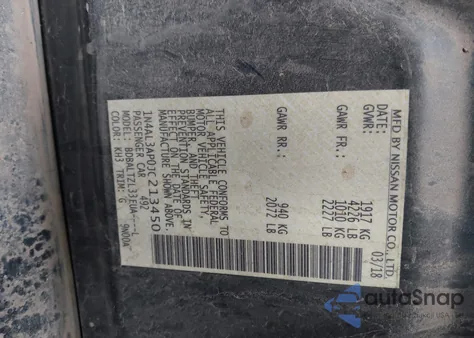 MFD BY NISSAN MOTOR CO., LTD.
03/18
GVWR: 1917 KG
4226 LB
GAWR FR.: 1010 KG
2227 LB
GAWR RR.: 940 KG
2072 LB
THIS VEHICLE CONFORMS TO
ALL APPLICABLE FEDERAL
MOTOR VEHICLE SAFETY,
BUMPER, AND THEFT
PREVENTION STANDARDS IN
EFFECT ON THE DATE OF
MANUFACTURE SHOWN ABOVE.
213450
PASSENGER CAR 492
COLOR: KH3 TRIM: G
autoSnap